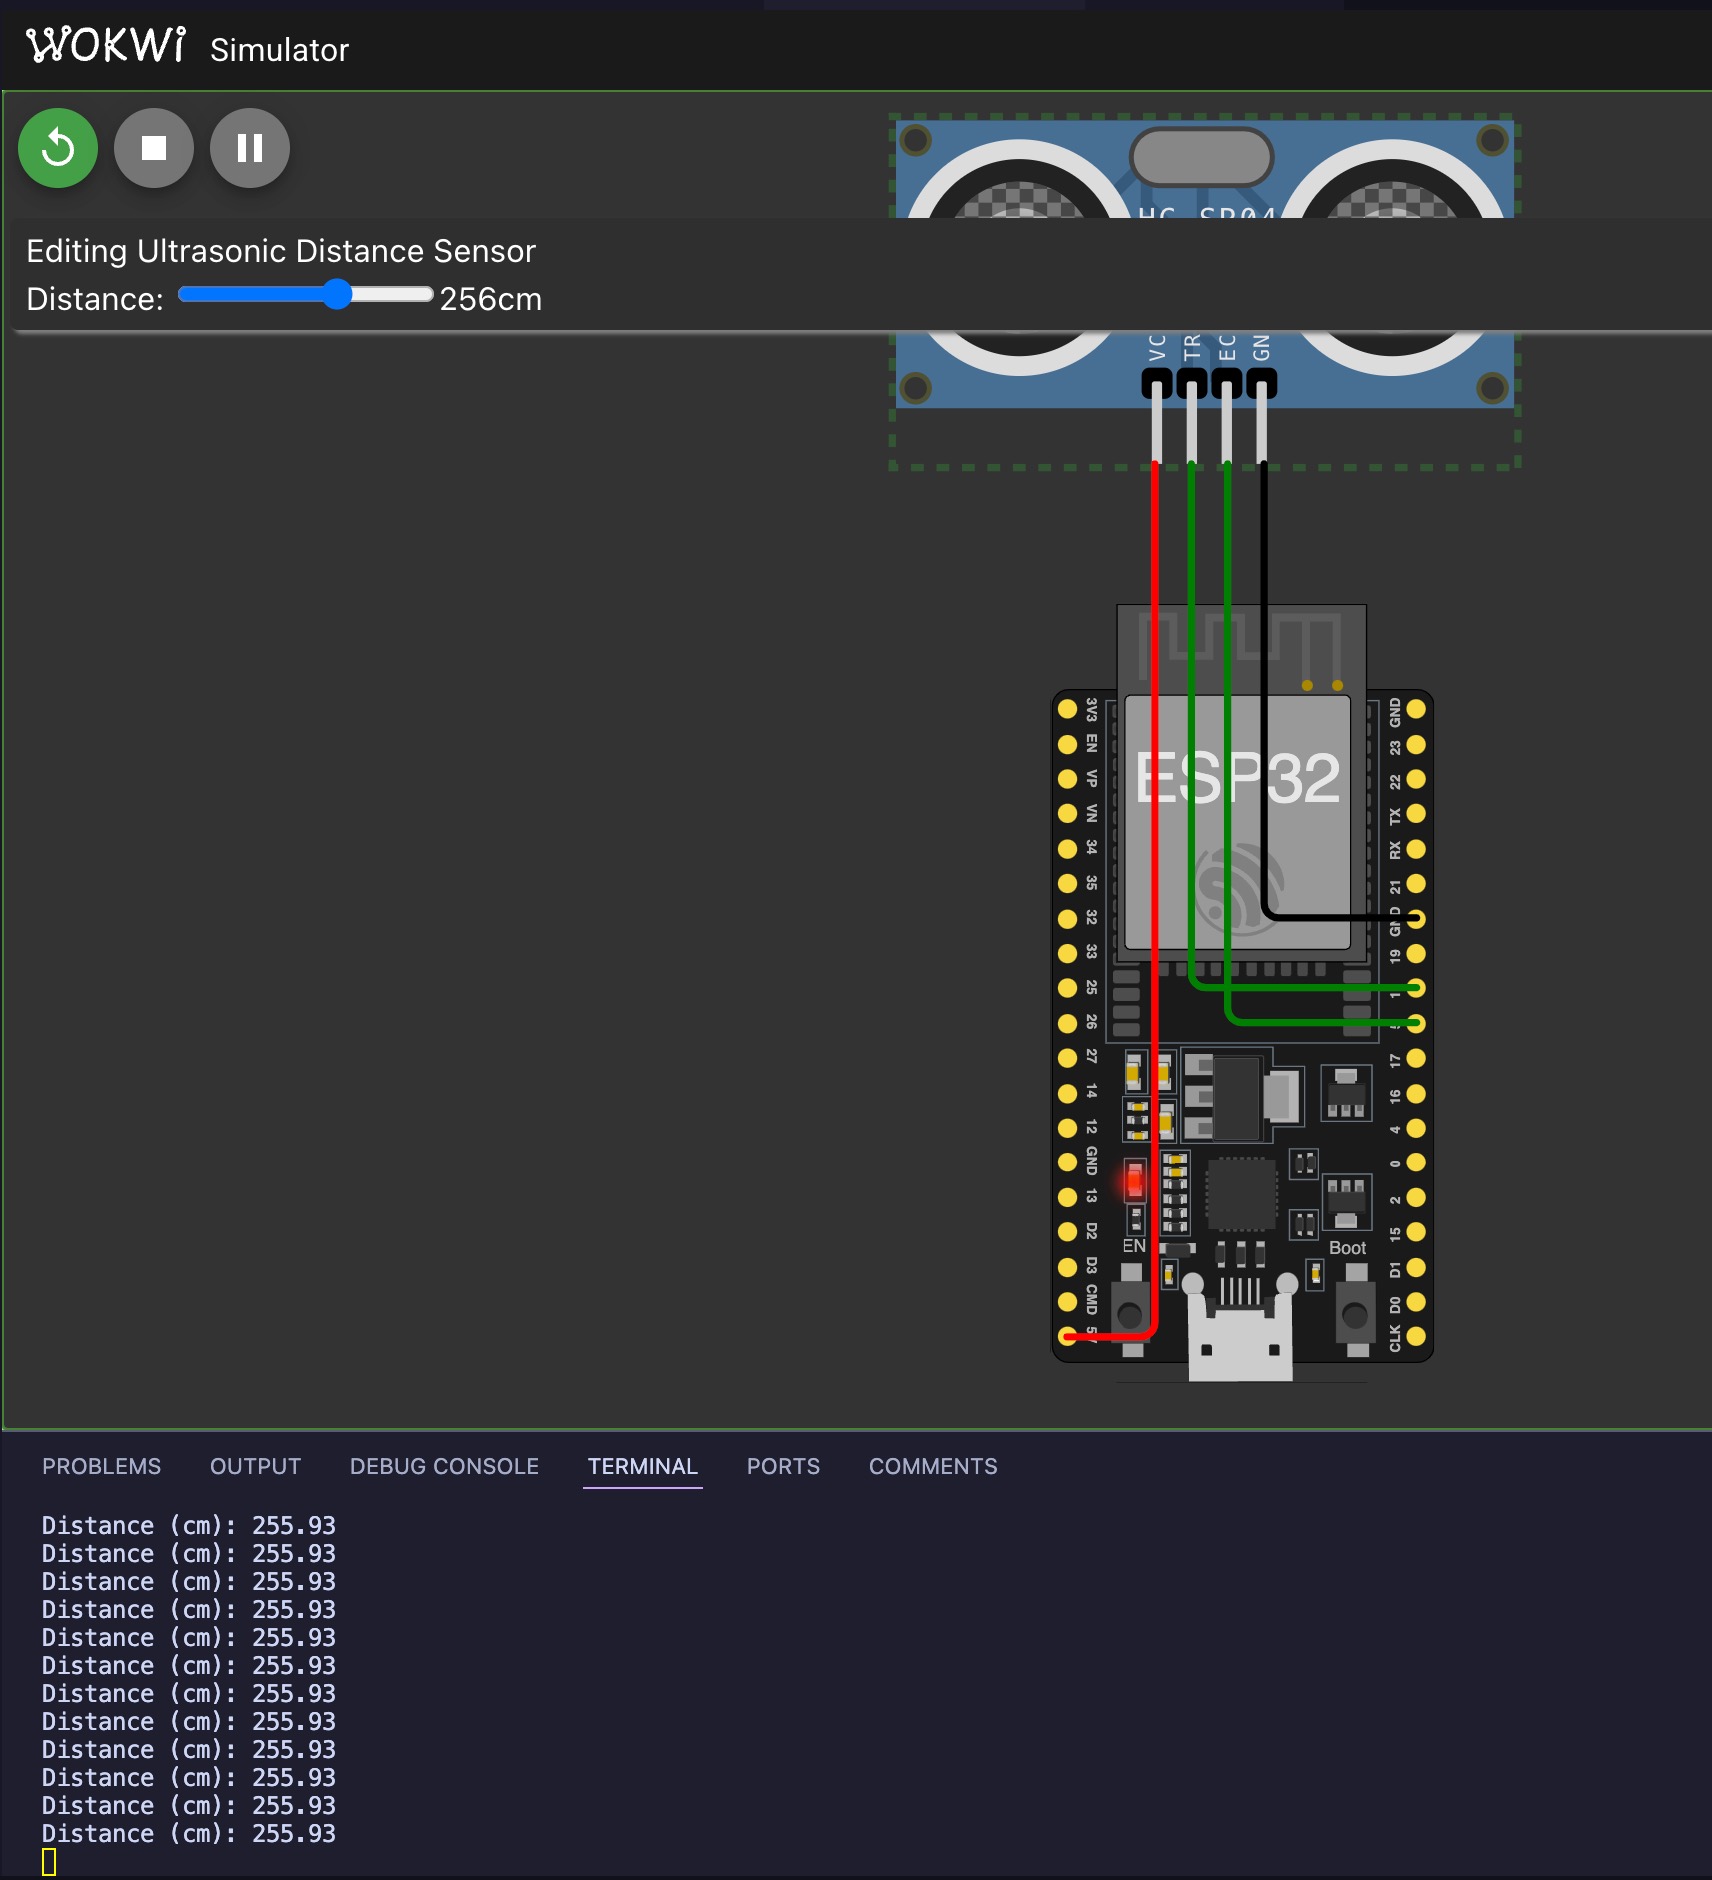 WOKWi Simulator
Editing Ultrasonic Distance Sensor
Distance: 256cm
HC-SR04
VC
TR
EC
GN
ESP32
3V3
EN
VP
VN
34
35
32
33
25
26
27
14
12
GND
13
D2
D3
CMD
GND
23
22
TX
RX
21
GND
19
17
16
4
0
2
15
D1
D0
CLK
EN
Boot
PROBLEMS OUTPUT DEBUG CONSOLE TERMINAL PORTS COMMENTS
Distance (cm): 255.93
Distance (cm): 255.93
Distance (cm): 255.93
Distance (cm): 255.93
Distance (cm): 255.93
Distance (cm): 255.93
Distance (cm): 255.93
Distance (cm): 255.93
Distance (cm): 255.93
Distance (cm): 255.93
Distance (cm): 255.93
Distance (cm): 255.93